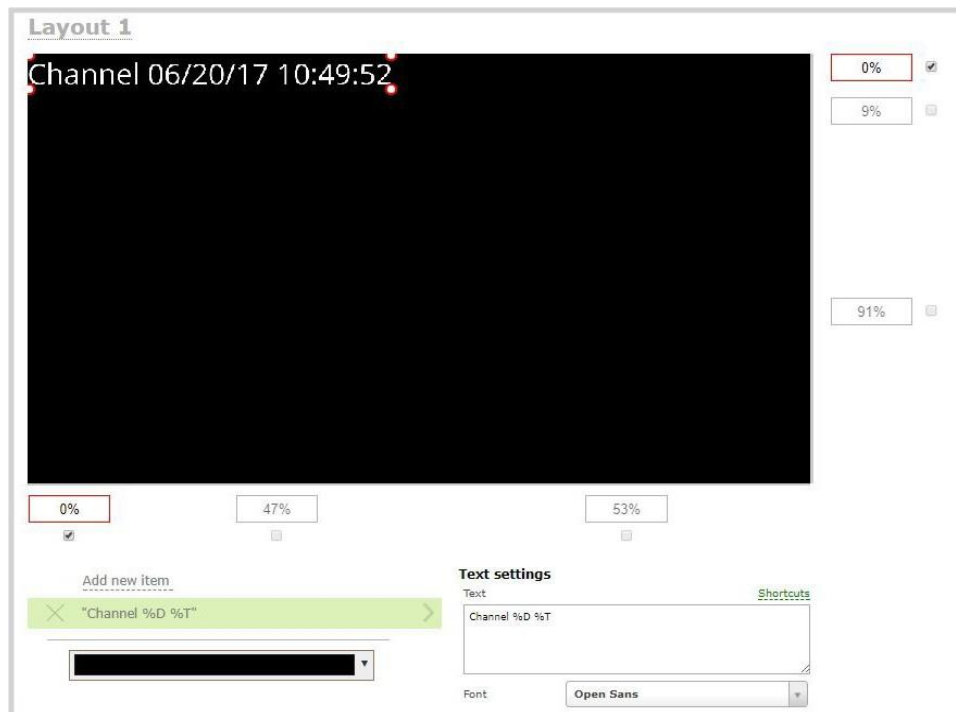 Layout 1
Channel 06/20/17 10:49:52
0%
9%
91%
0%
47%
53%
Add new item
"Channel %D %T"
Text settings
Text
Shortcuts
Channel %D %T
Font
Open Sans